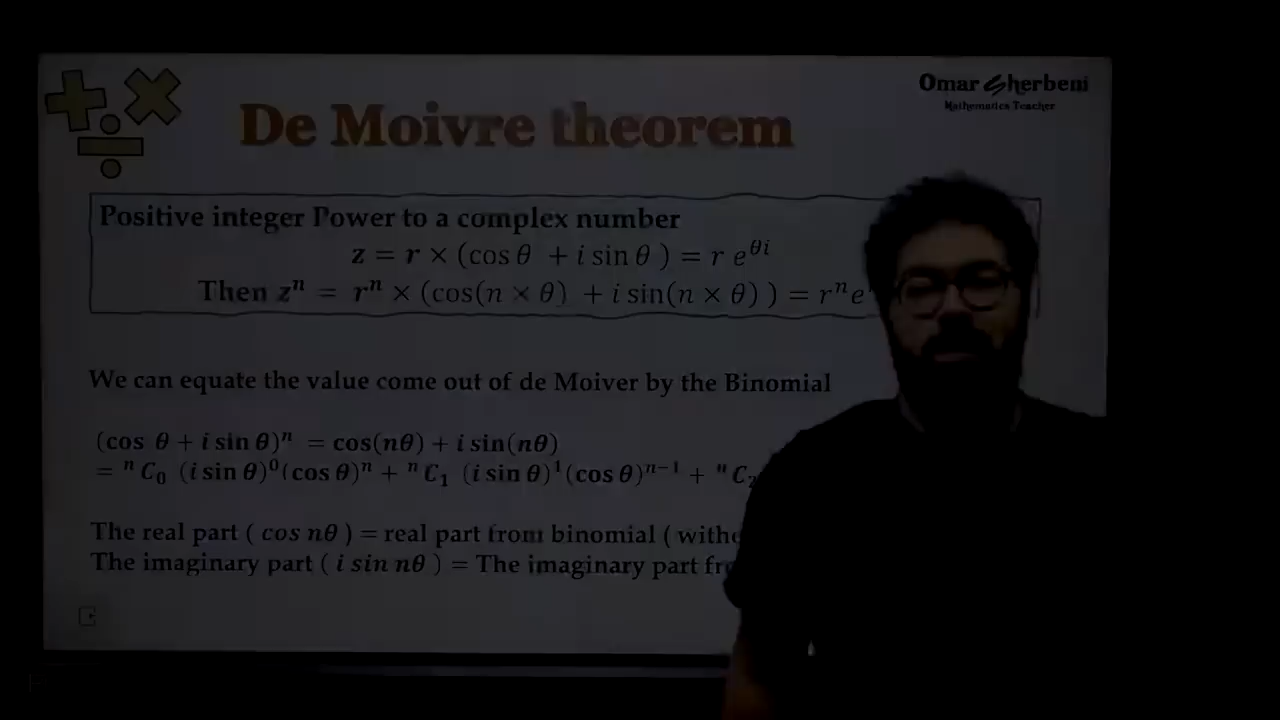 Omar Sherbeni
Mathematics Teacher
De Moivre theorem
Positive integer Power to a complex number
z = r × (cos θ + i sin θ ) = r e^{θi}
Then z^n = r^n × (cos(n × θ) + i sin(n × θ) ) = r^n e
We can equate the value come out of de Moiver by the Binomial
(cos θ + i sin θ)^n = cos(nθ) + i sin(nθ)
= ^nC_0 (i sin θ)^0(cos θ)^n + ^nC_1 (i sin θ)^1(cos θ)^{n−1} + ^nC_2
The real part ( cos nθ ) = real part from binomial (
The imaginary part ( i sin nθ ) = The imaginary part